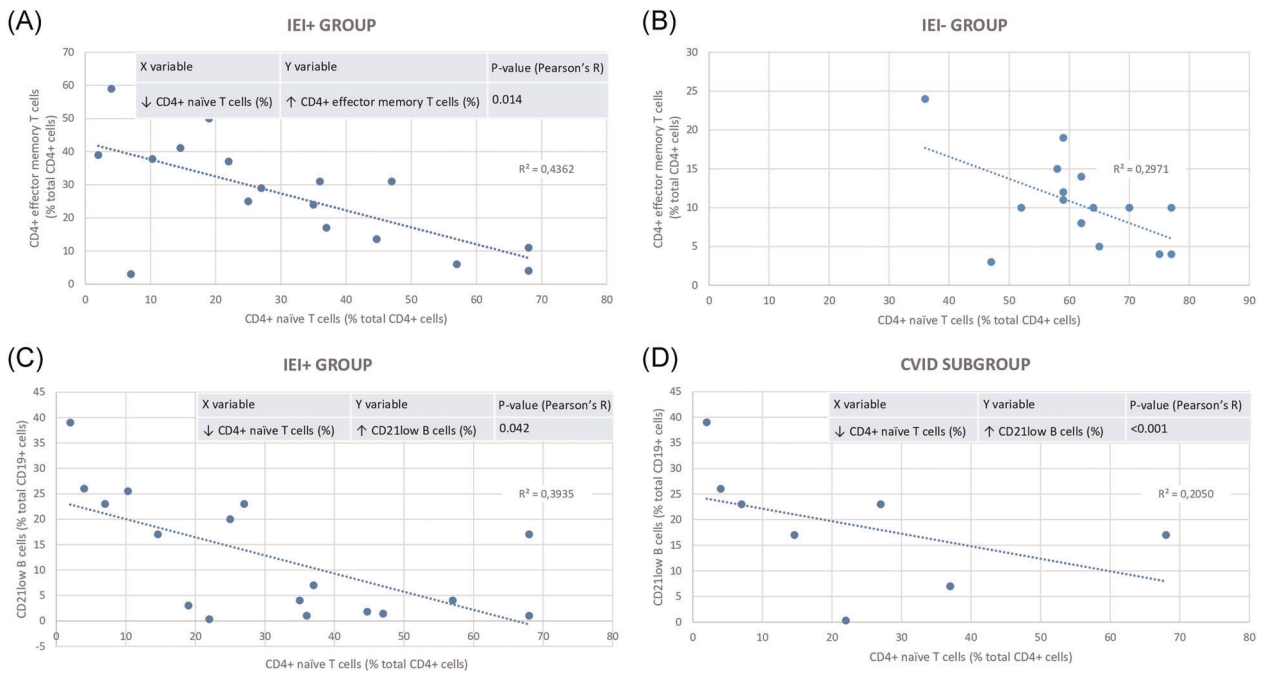 (A)
IEI+ GROUP
70
60
50
40
30
20
10
0
0 10 20 30 40 50 60 70 80
CD4+ effector memory T cells
(% total CD4+ cells)
X variable Y variable P-value (Pearson's R)
↓ CD4+ naïve T cells (%) ↑ CD4+ effector memory T cells (%) 0.014
R² = 0,4362
CD4+ naïve T cells (% total CD4+ cells)
(B)
IEI- GROUP
30
25
20
15
10
5
0
0 10 20 30 40 50 60 70 80 90
CD4+ effector memory T cells
(% total CD4+ cells)
R² = 0,2971
CD4+ naïve T cells (% total CD4+ cells)
(C)
IEI+ GROUP
45
40
35
30
25
20
15
10
5
0
-5
0 10 20 30 40 50 60 70 80
CD21low B cells (% total CD19+ cells)
X variable Y variable P-value (Pearson's R)
↓ CD4+ naïve T cells (%) ↑ CD21low B cells (%) 0.042
R² = 0,3935
CD4+ naïve T cells (% total CD4+ cells)
(D)
CVID SUBGROUP
45
40
35
30
25
20
15
10
5
0
0 10 20 30 40 50 60 70 80
CD21low B cells (% total CD19+ cells)
X variable Y variable P-value (Pearson's R)
↓ CD4+ naïve T cells (%) ↑ CD21low B cells (%) <0.001
R² = 0,2050
CD4+ naïve T cells (% total CD4+ cells)